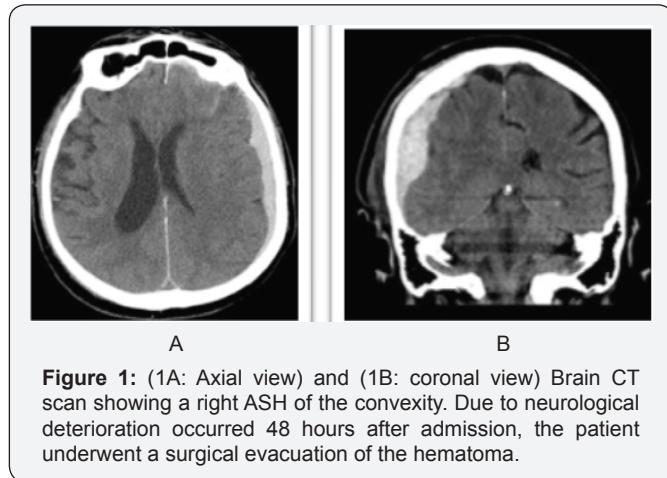 A
B
Figure 1: (1A: Axial view) and (1B: coronal view) Brain CT
scan showing a right ASH of the convexity. Due to neurological
deterioration occurred 48 hours after admission, the patient
underwent a surgical evacuation of the hematoma.